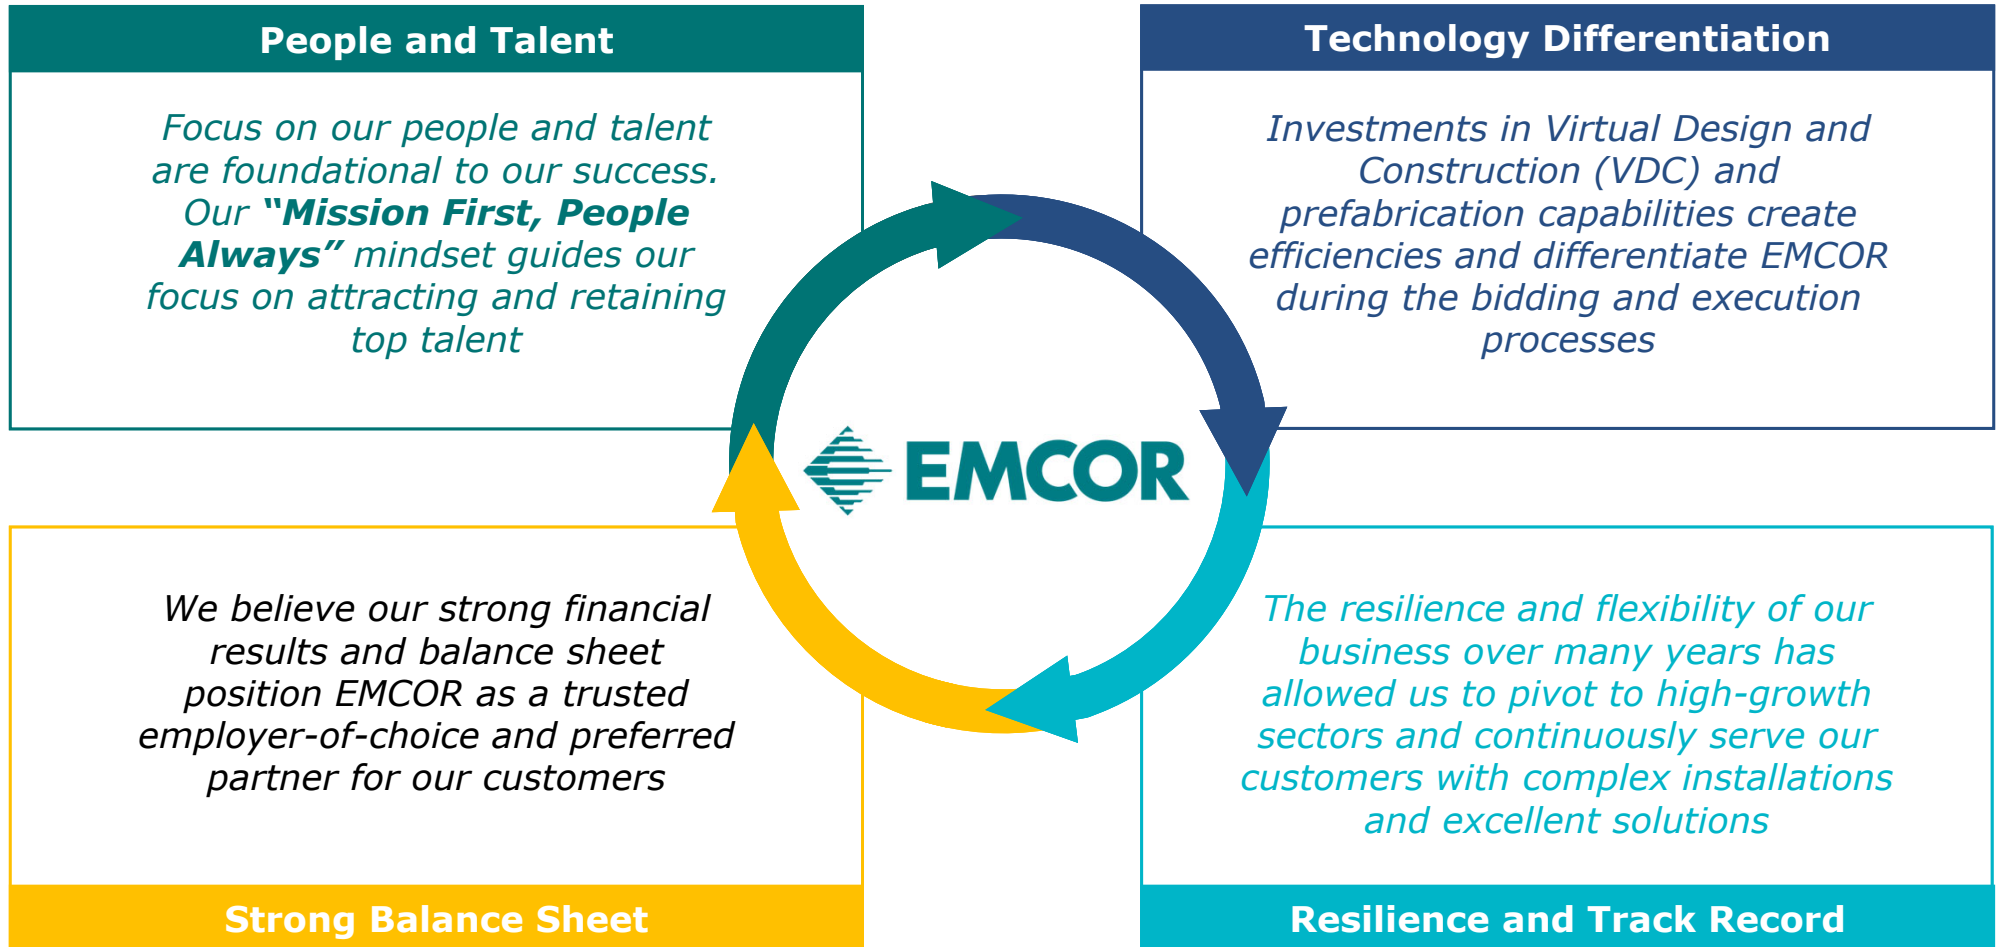 People and Talent
Focus on our people and talent
are foundational to our success.
Our “Mission First, People
Always” mindset guides our
focus on attracting and retaining
top talent
Technology Differentiation
Investments in Virtual Design and
Construction (VDC) and
prefabrication capabilities create
efficiencies and differentiate EMCOR
during the bidding and execution
processes
EMCOR
We believe our strong financial
results and balance sheet
position EMCOR as a trusted
employer-of-choice and preferred
partner for our customers
Strong Balance Sheet
The resilience and flexibility of our
business over many years has
allowed us to pivot to high-growth
sectors and continuously serve our
customers with complex installations
and excellent solutions
Resilience and Track Record